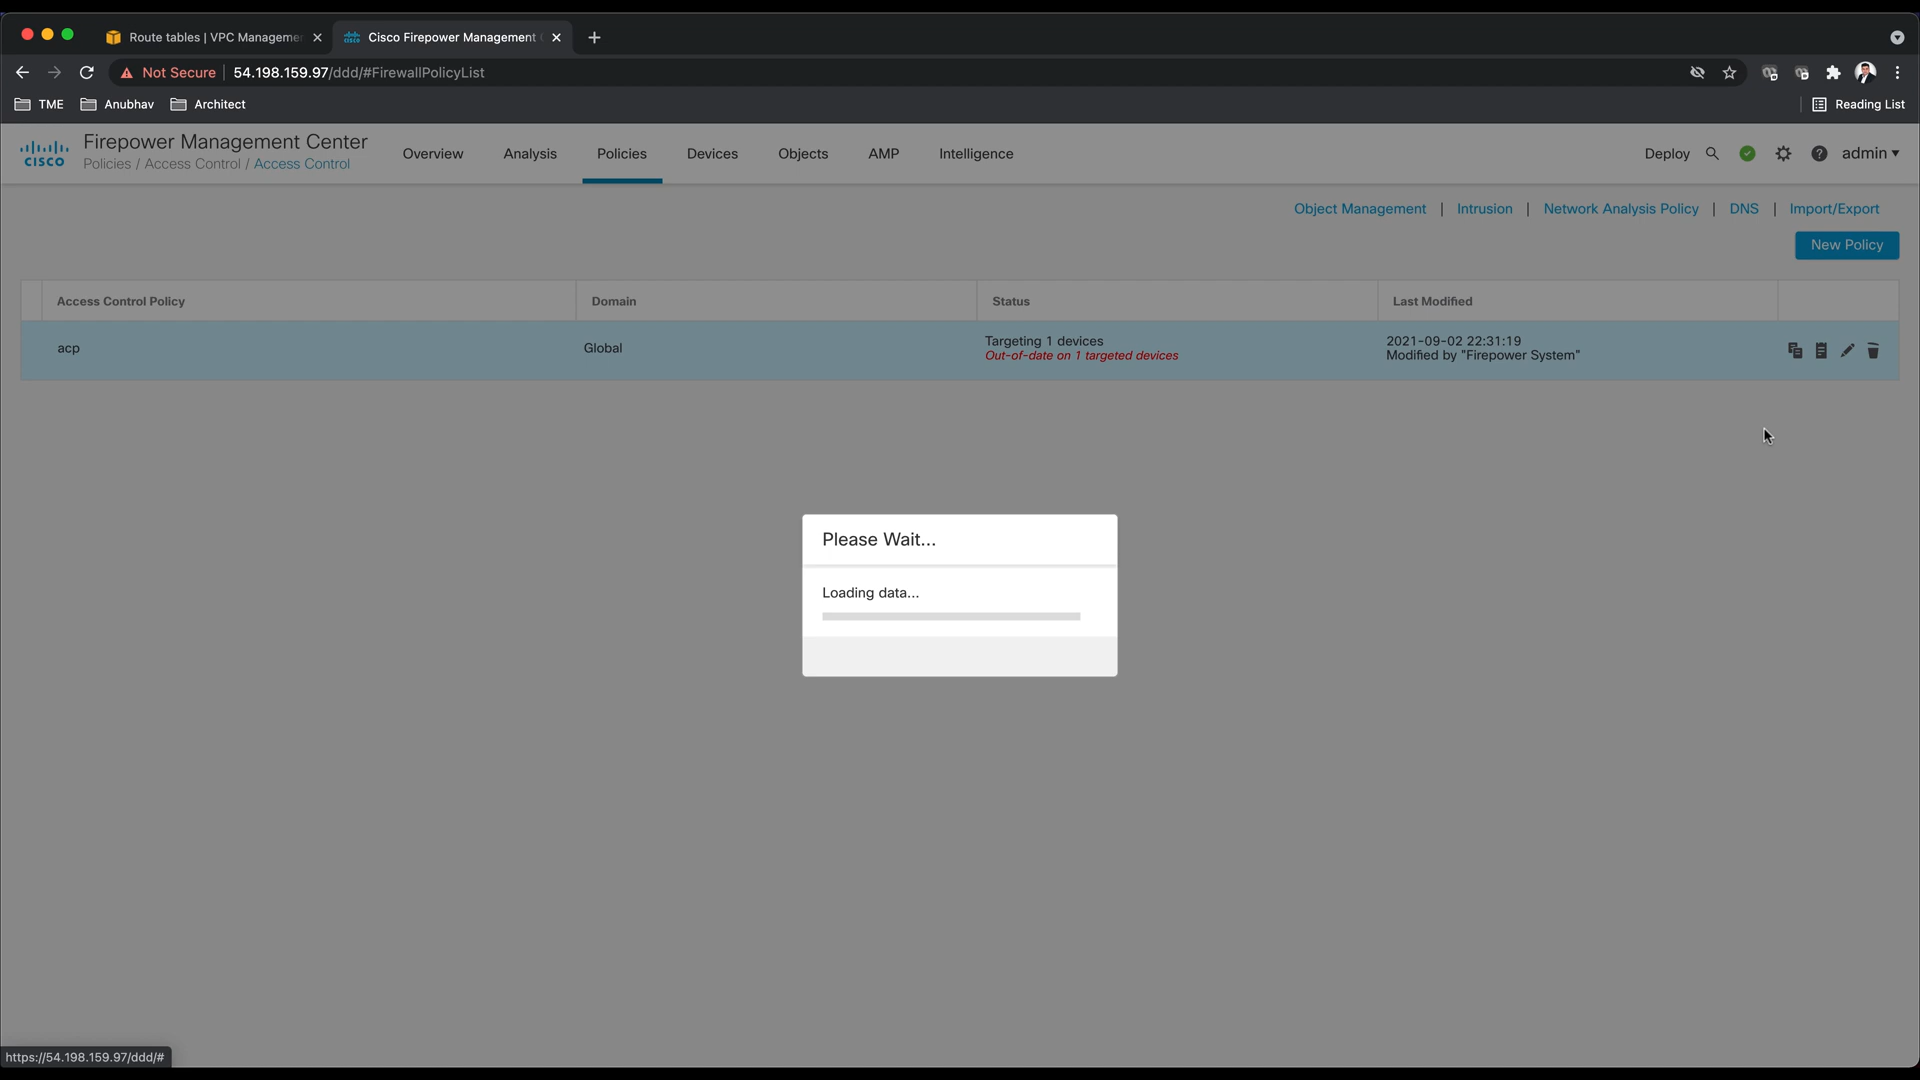 Route tables | VPC Manageme
Cisco Firepower Management
Not Secure
54.198.159.97/ddd/#FirewallPolicyList
TME
Anubhav
Architect
Reading List
CISCO
Firepower Management Center
Policies / Access Control / Access Control
Overview
Analysis
Policies
Devices
Objects
AMP
Intelligence
Deploy
admin
Object Management | Intrusion | Network Analysis Policy | DNS | Import/Export
New Policy
Access Control Policy
Domain
Status
Last Modified
acp
Global
Targeting 1 devices
Out-of-date on 1 targeted devices
2021-09-02 22:31:19
Modified by "Firepower System"
Please Wait...
Loading data...
https://54.198.159.97/ddd/#